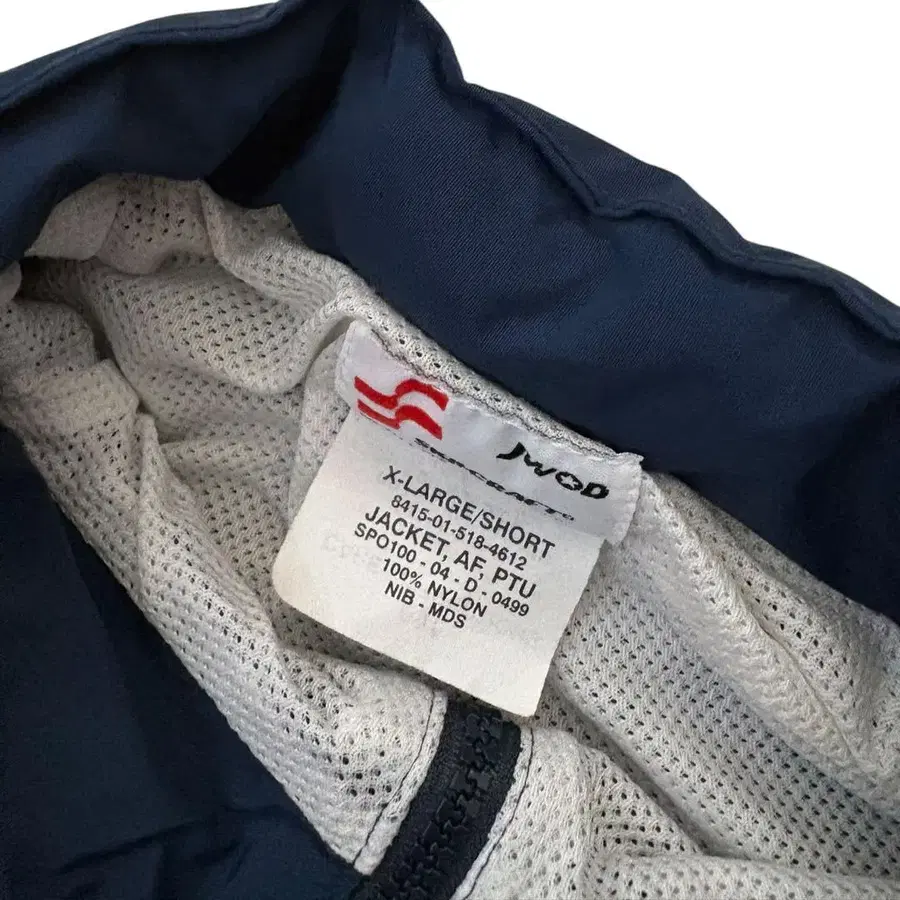 JWOD
X-LARGE/SHORT
8415-01-518-4612
JACKET, AF, PTU
SPO100 - 04 - D - 0499
100% NYLON
NIB - MDS